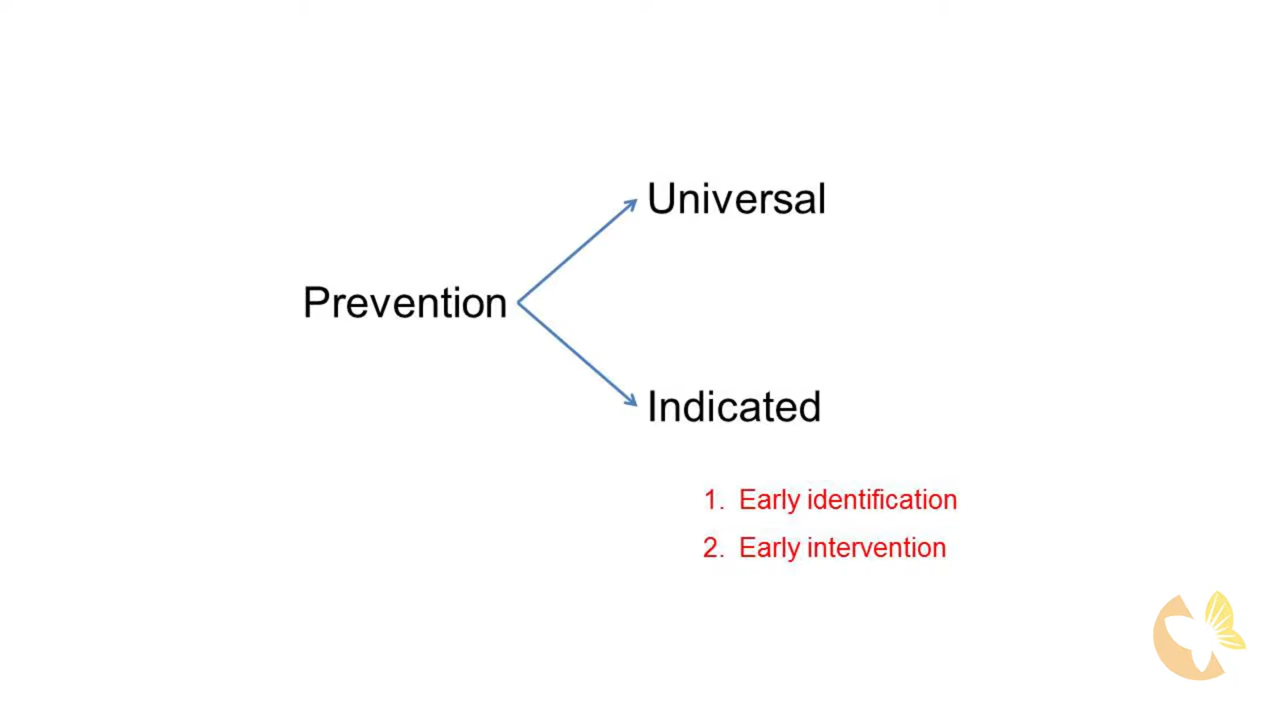 Universal
Prevention
Indicated
1. Early identification
2. Early intervention